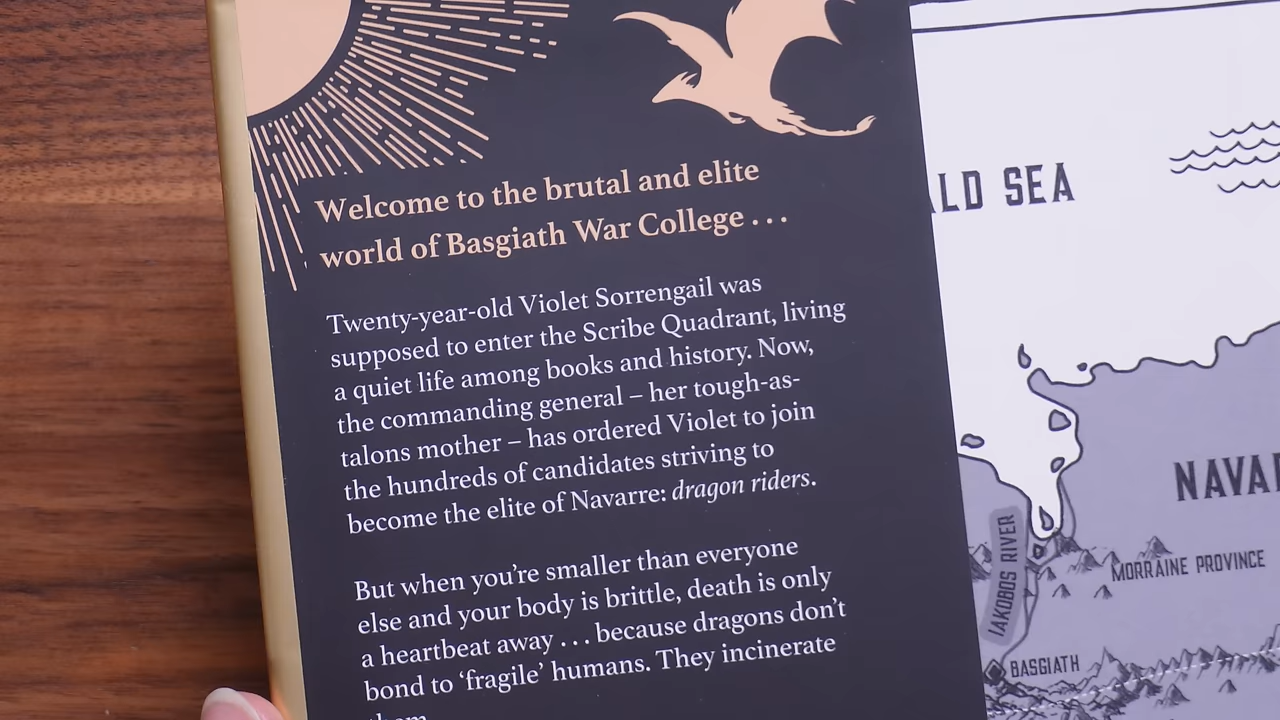 Welcome to the brutal and elite
world of Basgiath War College . . .
Twenty-year-old Violet Sorrengail was
supposed to enter the Scribe Quadrant, living
a quiet life among books and history. Now,
the commanding general – her tough-as-
talons mother – has ordered Violet to join
the hundreds of candidates striving to
become the elite of Navarre: dragon riders.
But when you’re smaller than everyone
else and your body is brittle, death is only
a heartbeat away . . . because dragons don’t
bond to ‘fragile’ humans. They incinerate
them.
LD SEA
NAVA
MORRAINE PROVINCE
IAKOBOS RIVER
BASGIATH